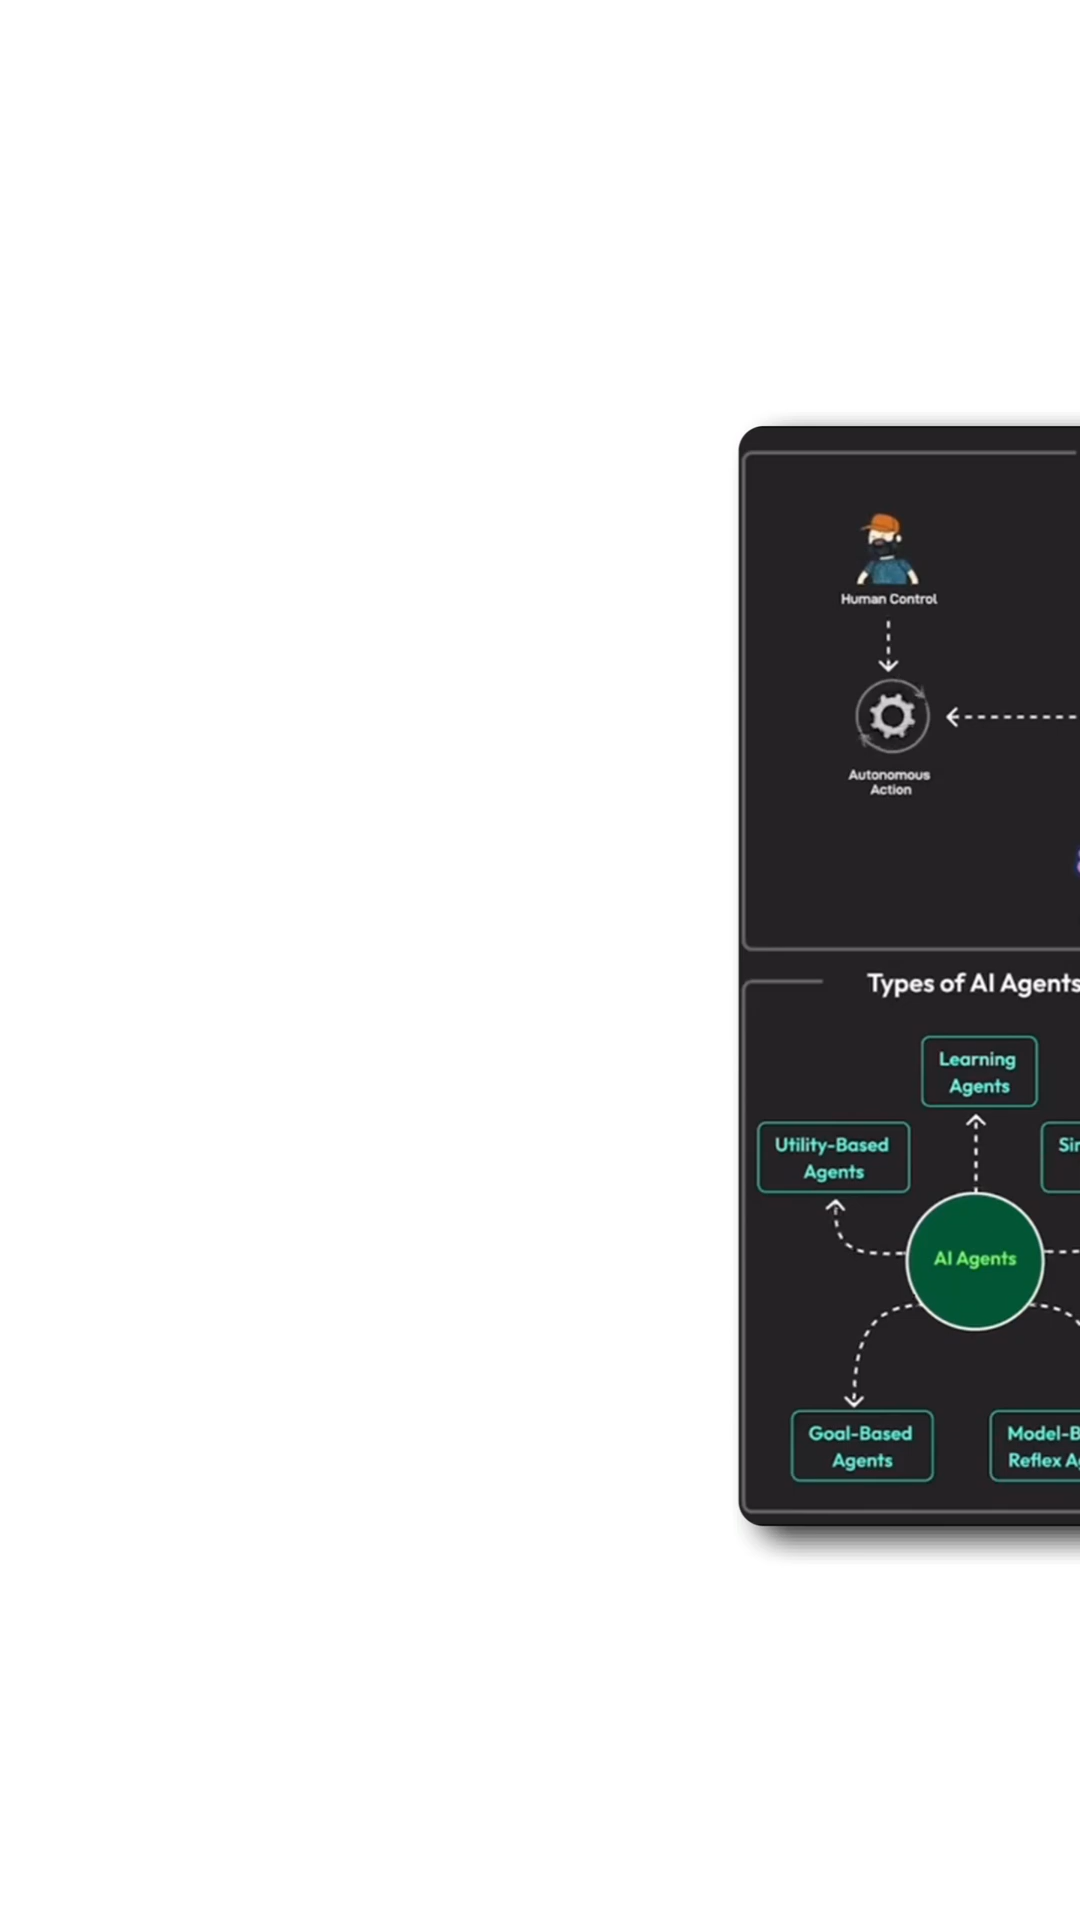 Human Control
Autonomous
Action
Types of AI Agents
Learning
Agents
Utility-Based
Agents
AI Agents
Goal-Based
Agents
Reflex